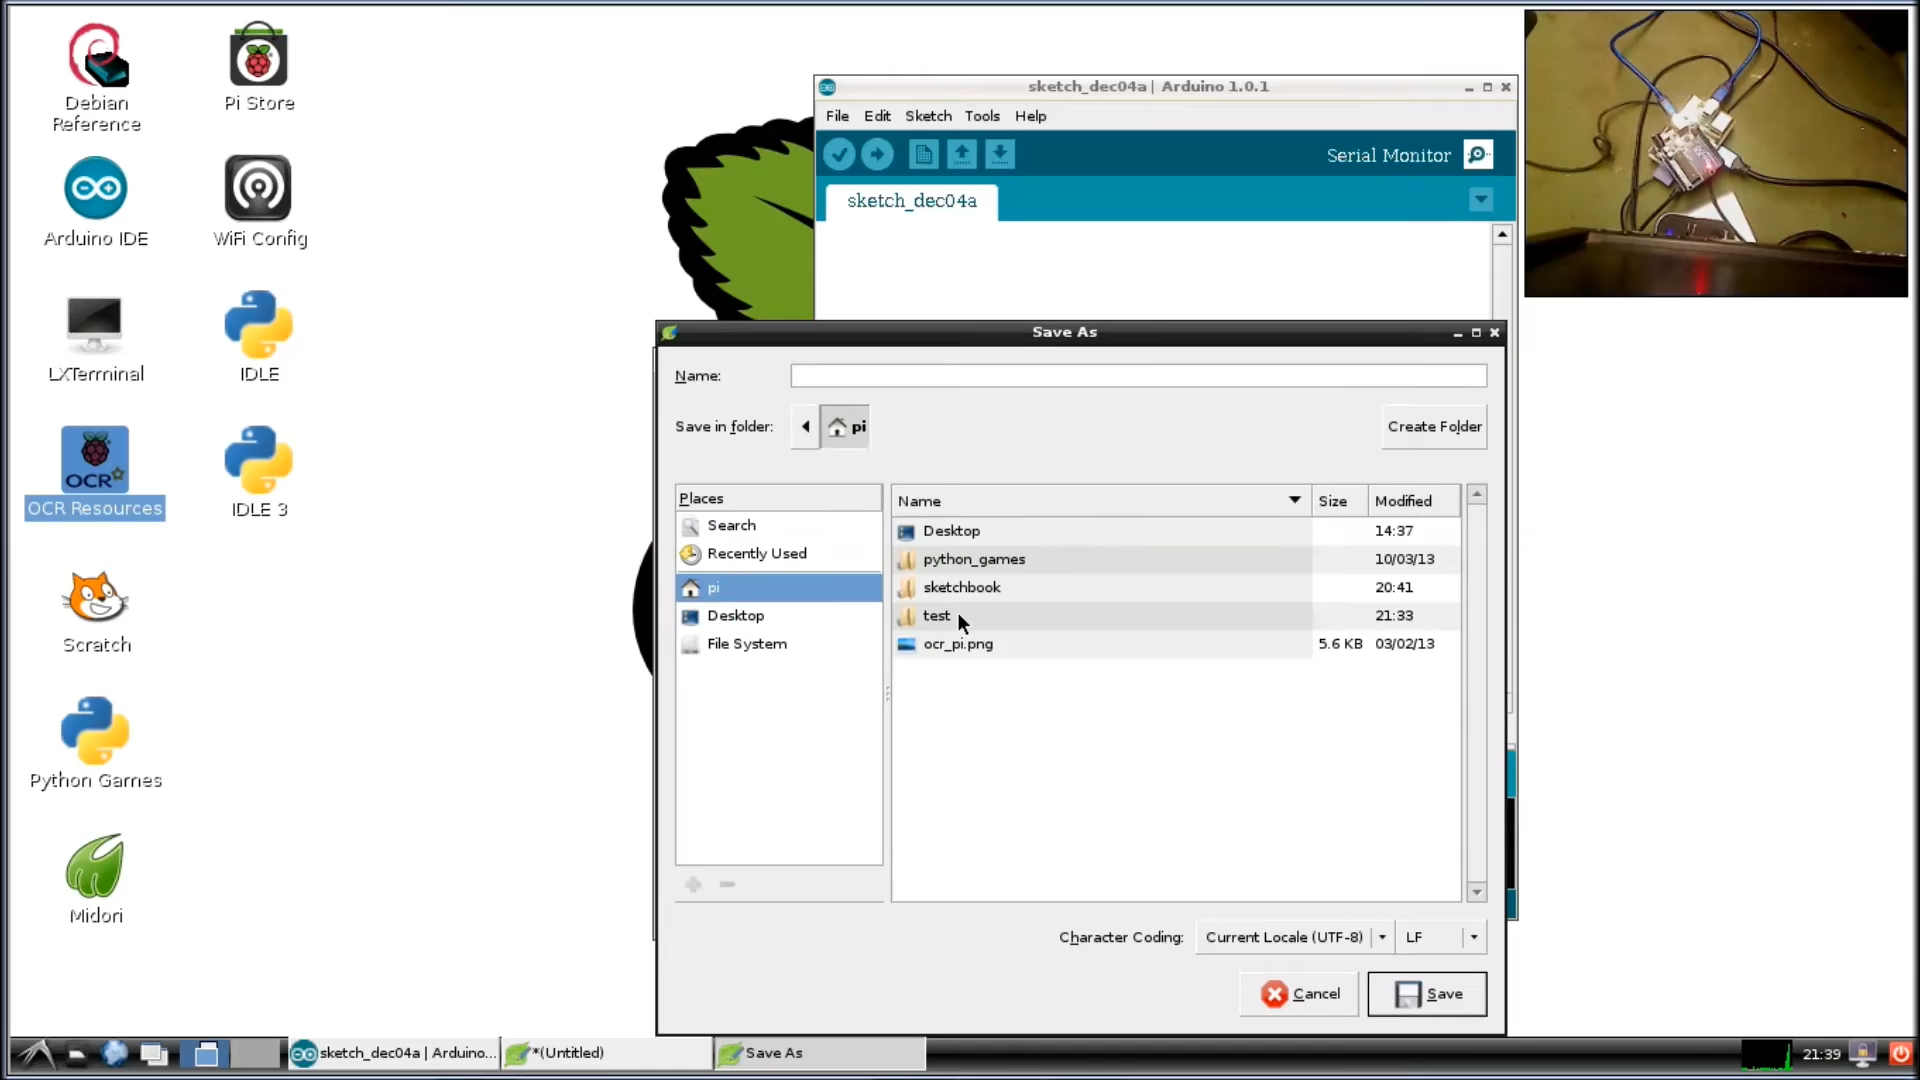 Debian
Reference
Pi Store
Arduino IDE
WiFi Config
LXTerminal
IDLE
OCR
OCR Resources
IDLE 3
Scratch
Python Games
Midori
sketch_dec04a | Arduino 1.0.1
File Edit Sketch Tools Help
Serial Monitor
sketch_dec04a
Save As
Name:
Save in folder: pi Create Folder
Places
Search
Recently Used
pi
Desktop
File System
Name Size Modified
Desktop 14:37
python_games 10/03/13
sketchbook 20:41
test 21:33
ocr_pi.png 5.6 KB 03/02/13
Character Coding: Current Locale (UTF-8) LF
Cancel Save
sketch_dec04a | Arduino... *(Untitled) Save As 21:39